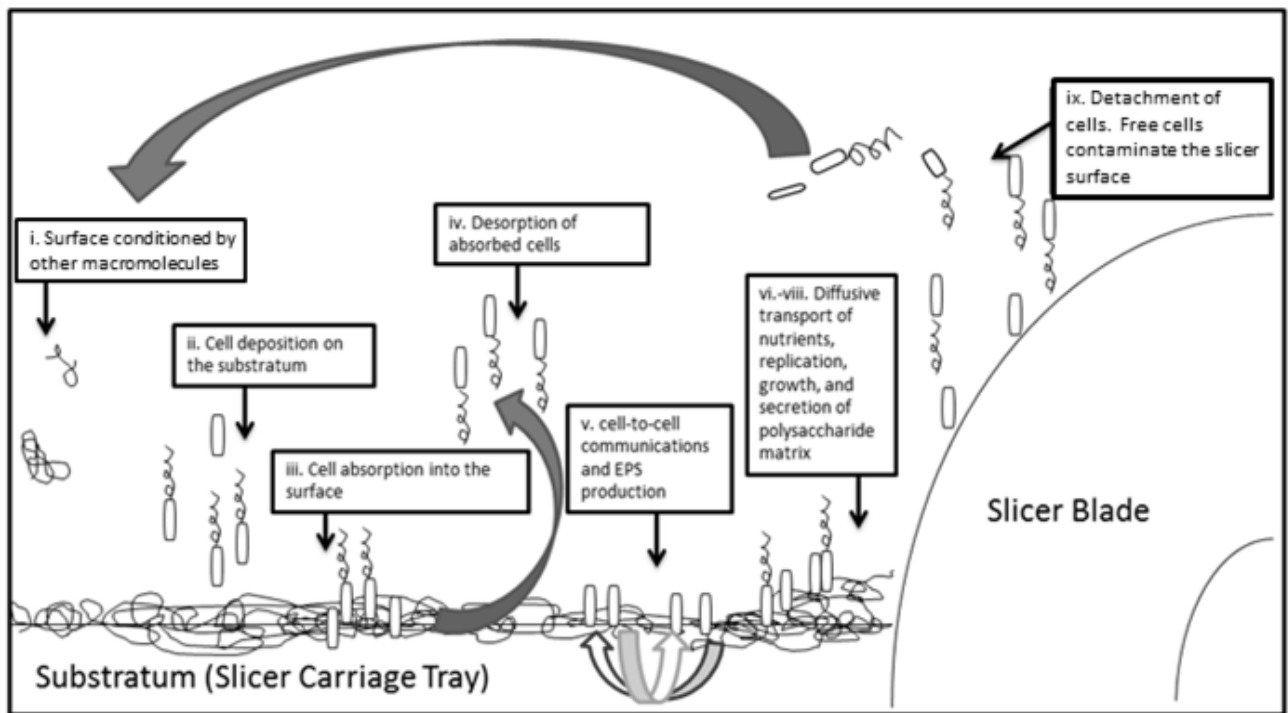 i. Surface conditioned by
other macromolecules
ii. Cell deposition on
the substratum
iii. Cell absorption into the
surface
iv. Desorption of
absorbed cells
v. cell-to-cell
communications
and EPS
production
vi.-viii. Diffusive
transport of
nutrients,
replication,
growth, and
secretion of
polysaccharide
matrix
ix. Detachment of
cells. Free cells
contaminate the slicer
surface
Slicer Blade
Substratum (Slicer Carriage Tray)